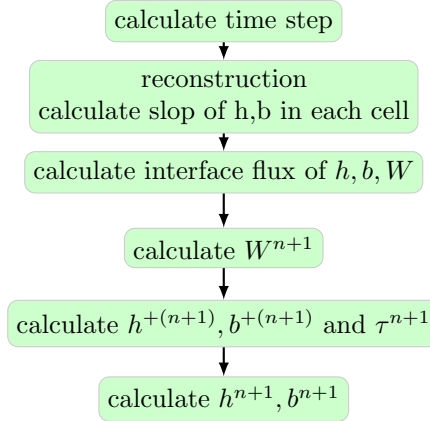 calculate time step
reconstruction
calculate slop of h,b in each cell
calculate interface flux of $h, b, W$
calculate $W^{n+1}$
calculate $h^{+(n+1)}, b^{+(n+1)}$ and $\tau^{n+1}$
calculate $h^{n+1}, b^{n+1}$